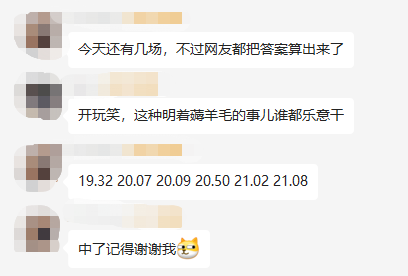 今天还有几场，不过网友都把答案算出来了
开玩笑，这种明着薅羊毛的事儿谁都乐意干
19.32 20.07 20.09 20.50 21.02 21.08
中了记得谢谢我